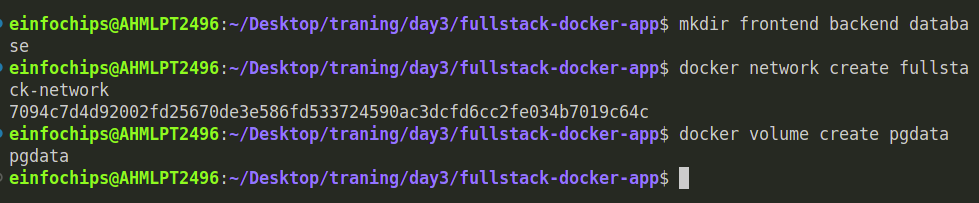 einfochips@AHMLPT2496:~/Desktop/traning/day3/fullstack-docker-app$ mkdir frontend backend databa
se
einfochips@AHMLPT2496:~/Desktop/traning/day3/fullstack-docker-app$ docker network create fullsta
ck-network
7094c7d4d92002fd25670de3e586fd533724590ac3dcfd6cc2fe034b7019c64c
einfochips@AHMLPT2496:~/Desktop/traning/day3/fullstack-docker-app$ docker volume create pgdata
pgdata
einfochips@AHMLPT2496:~/Desktop/traning/day3/fullstack-docker-app$